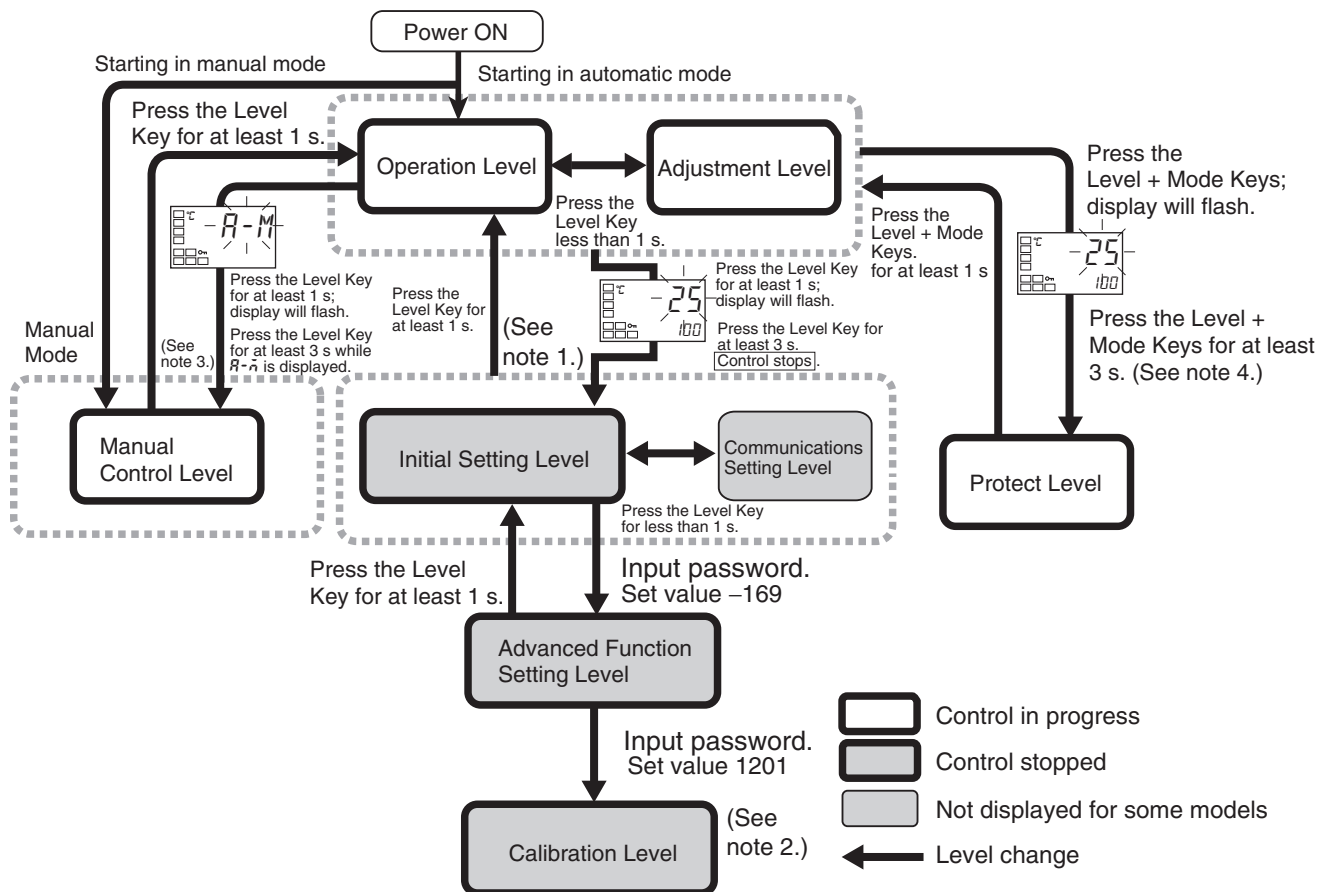 Power ON
Starting in manual mode
Starting in automatic mode
Press the Level
Key for at least 1 s.
Operation Level
Adjustment Level
Press the
Level Key
less than 1 s.
Press the
Level + Mode Keys;
display will flash.
Press the
Level + Mode
Keys.
for at least 1 s
°C
A-M
Press the Level Key
for at least 1 s;
display will flash.
Press the Level Key
for at least 3 s while
A-M is displayed.
Press the
Level Key for
at least 1 s.
(See
note 1.)
°C
25
100
Press the Level Key
for at least 1 s;
display will flash.
Press the Level Key for
at least 3 s.
Control stops.
°C
25
100
Press the Level +
Mode Keys for at least
3 s. (See note 4.)
Manual
Mode
(See
note 3.)
Manual
Control Level
Initial Setting Level
Communications
Setting Level
Protect Level
Press the Level Key
for less than 1 s.
Press the Level
Key for at least 1 s.
Input password.
Set value –169
Advanced Function
Setting Level
Input password.
Set value 1201
Calibration Level
(See
note 2.)
Control in progress
Control stopped
Not displayed for some models
Level change